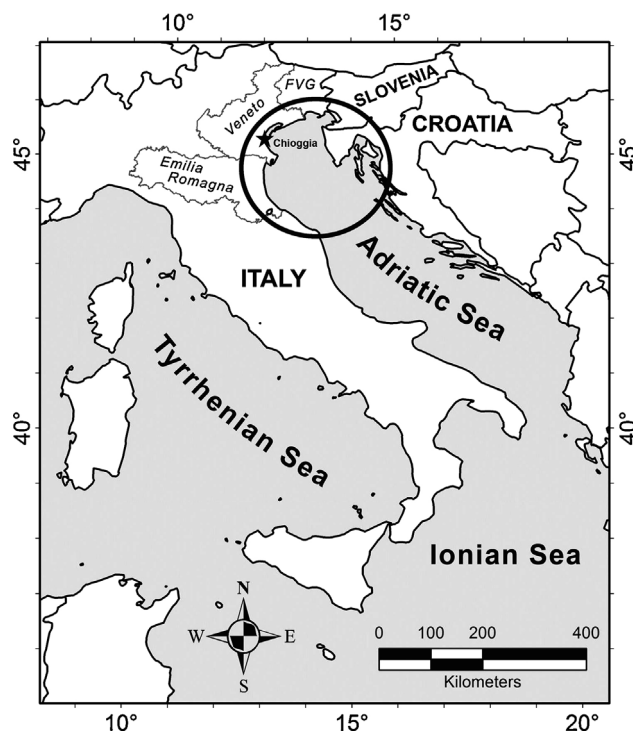 10° 15°
FVG
SLOVENIA
Veneto
CROATIA
Chioggia
45° 45°
Emilia
Romagna
ITALY
Adriatic Sea
Tyrrhenian Sea
40° 40°
Ionian Sea
N
W E
S
0 100 200 400
Kilometers
10° 15° 20°